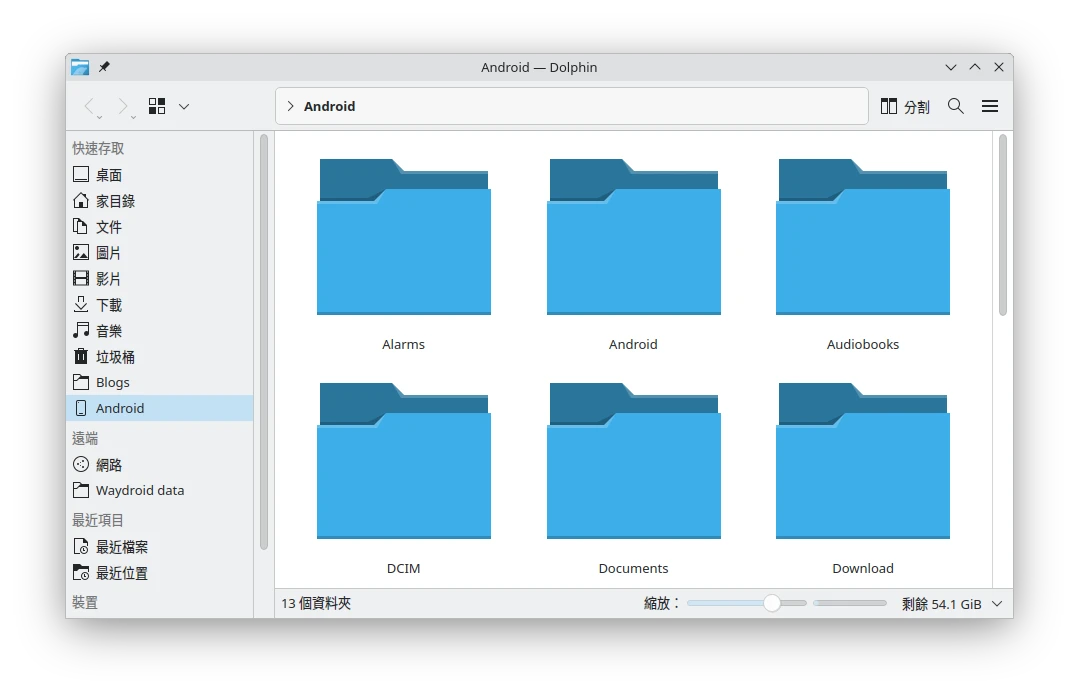 Android — Dolphin
Android
分割
快速存取
桌面
家目錄
文件
圖片
影片
下載
音樂
垃圾桶
Blogs
Android
遠端
網路
Waydroid data
最近項目
最近檔案
最近位置
裝置
Alarms
Android
Audiobooks
DCIM
Documents
Download
13 個資料夾
縮放：
剩餘 54.1 GiB